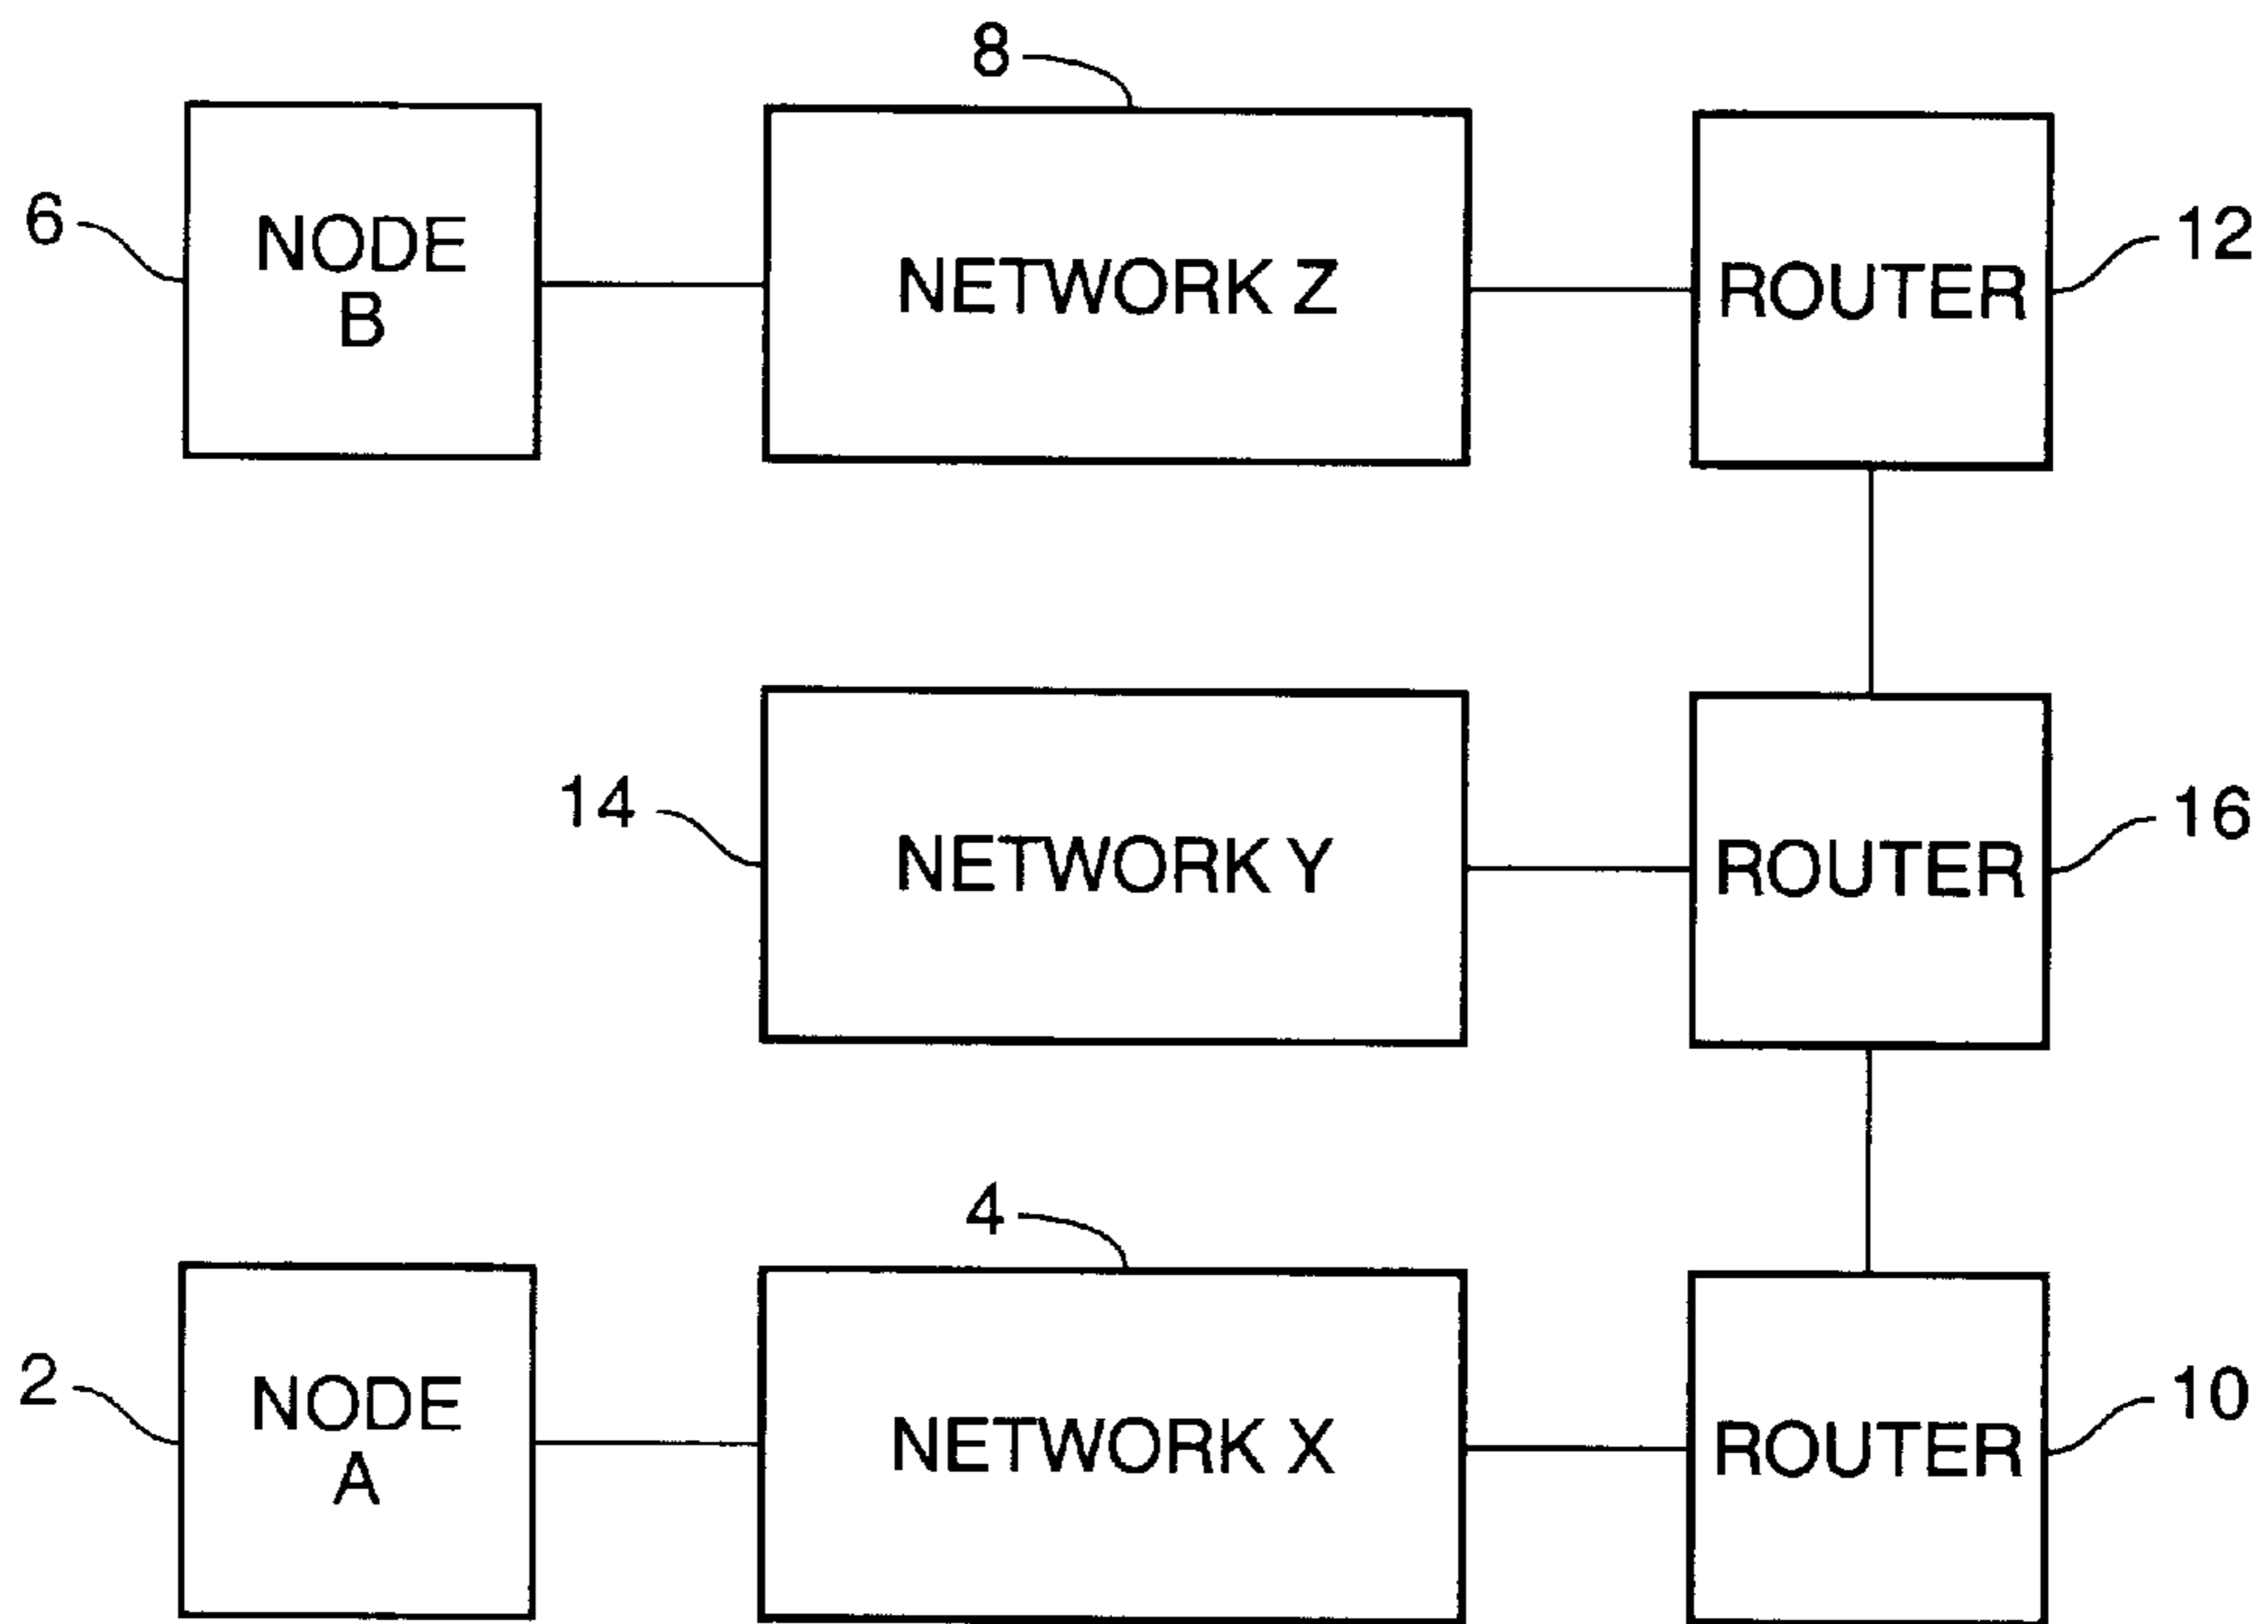 8
6
NODE
B
NETWORK Z
ROUTER
12
14
NETWORK Y
ROUTER
16
4
2
NODE
A
NETWORK X
ROUTER
10